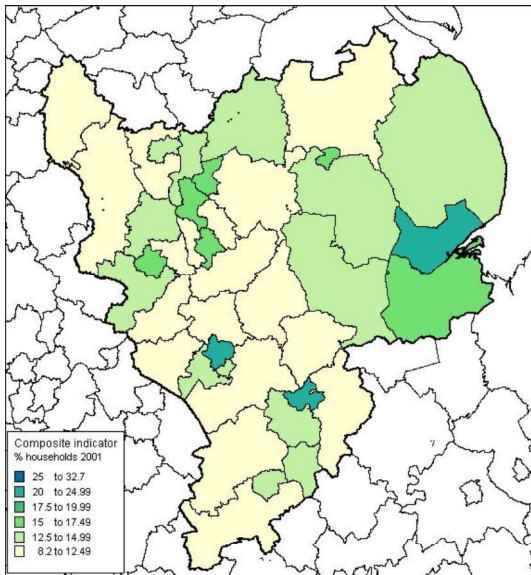 Composite indicator
% households 2001
25 to 32.7
20 to 24.99
17.5 to 19.99
15 to 17.49
12.5 to 14.99
8.2 to 12.49